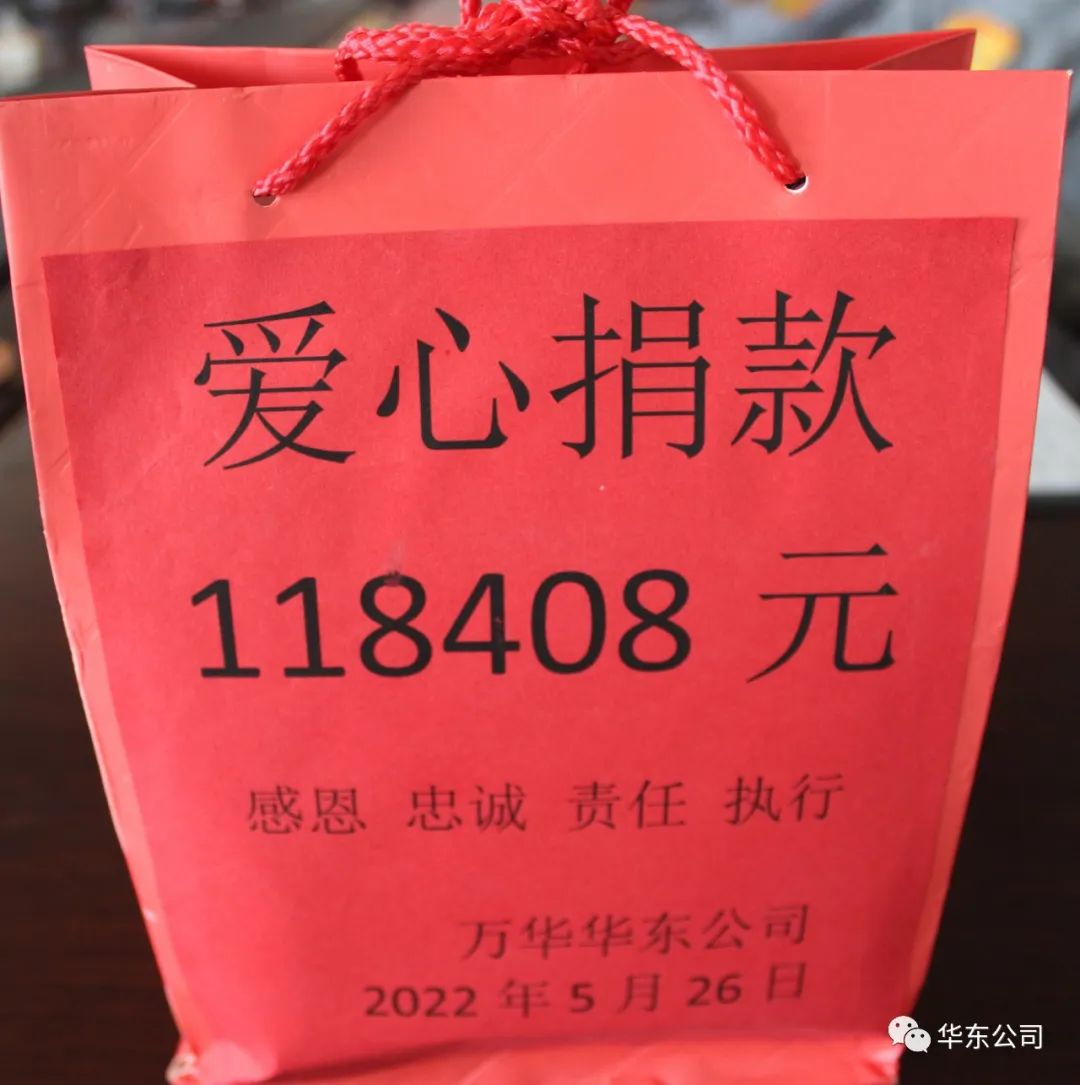 爱心捐款
118408 元
感恩 忠诚 责任 执行
万华华东公司
2022 年 5 月 26 日
华东公司